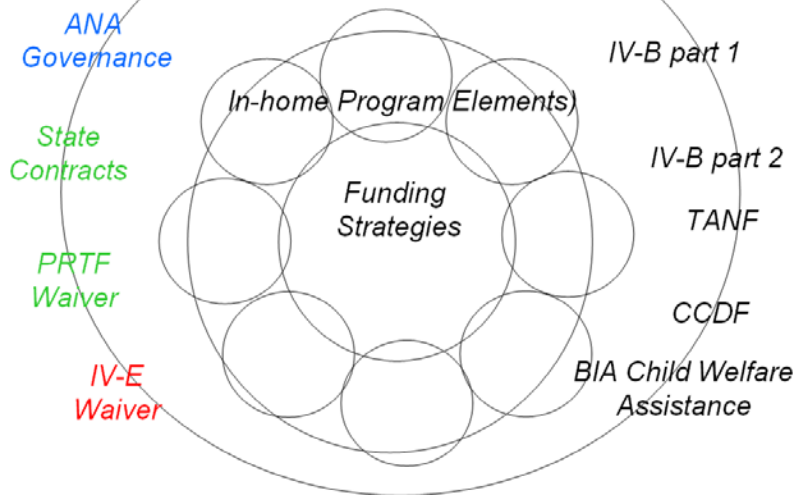 ANA
Governance
IV-B part 1
In-home Program Elements)
State
Contracts
IV-B part 2
Funding
Strategies
TANF
PRTF
Waiver
CCDF
IV-E
Waiver
BIA Child Welfare
Assistance